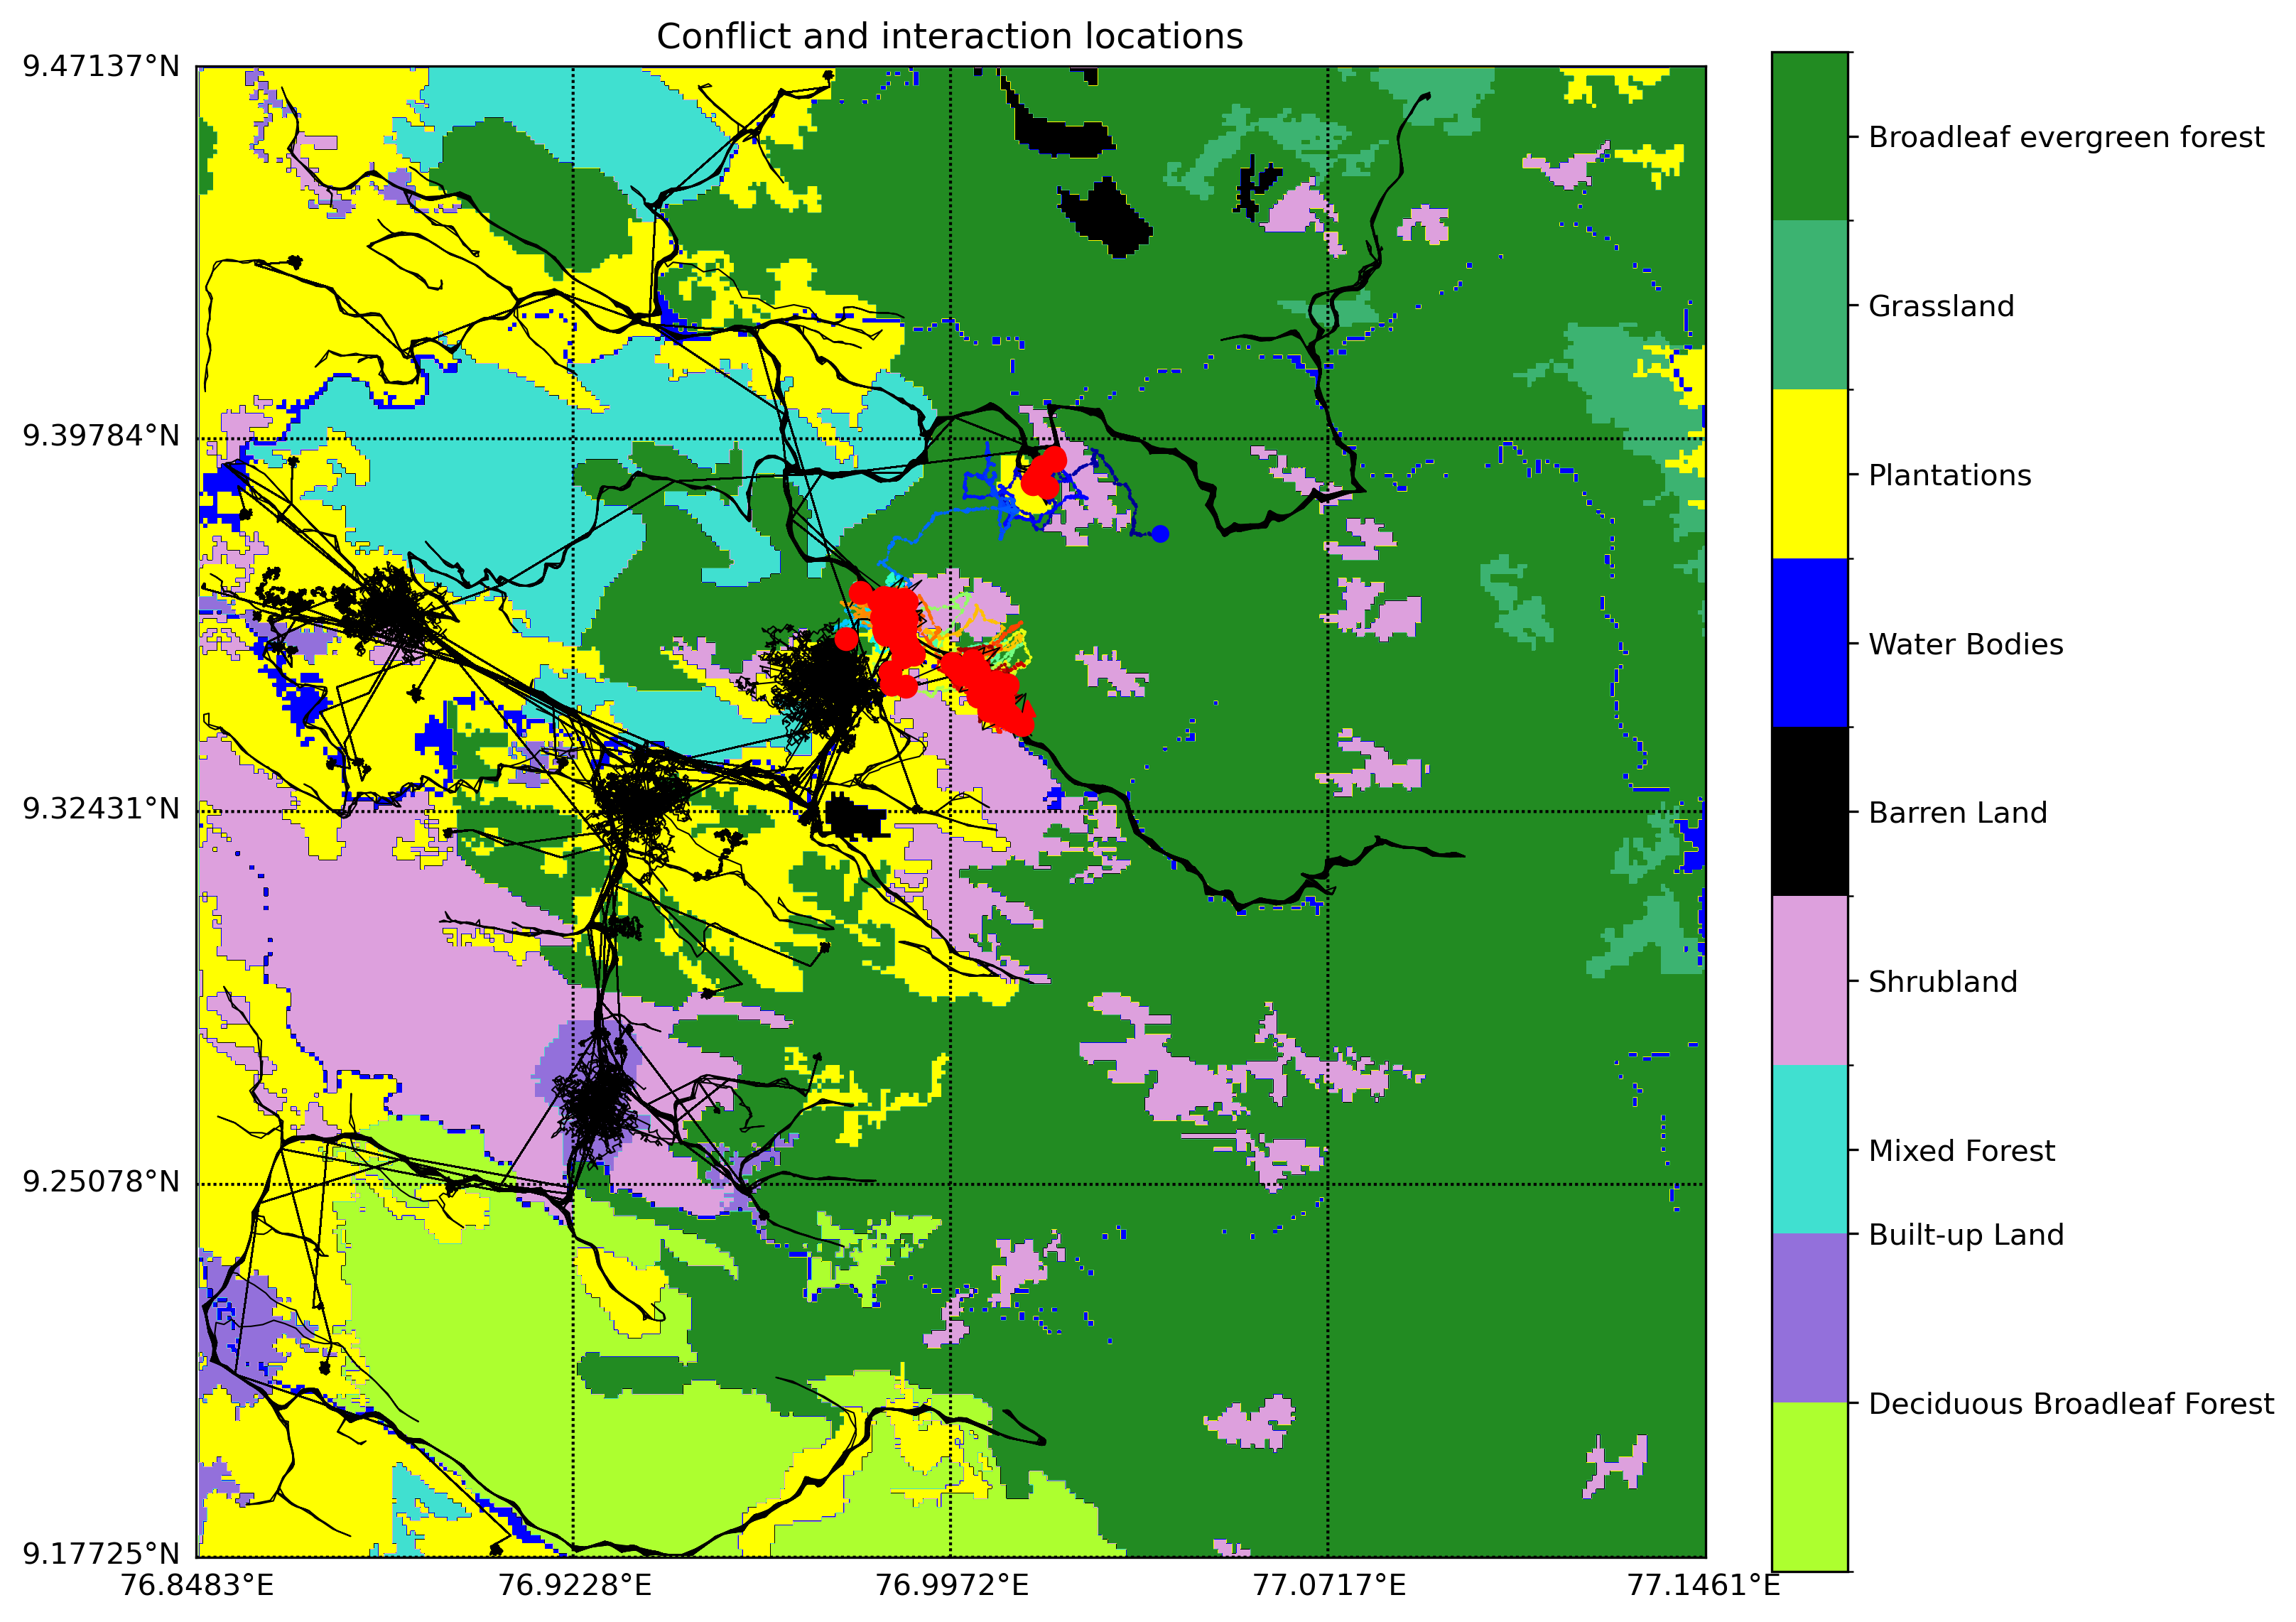 Conflict and interaction locations
9.47137°N
9.39784°N
9.32431°N
9.25078°N
9.17725°N
76.8483°E
76.9228°E
76.9972°E
77.0717°E
77.1461°E
Broadleaf evergreen forest
Grassland
Plantations
Water Bodies
Barren Land
Shrubland
Mixed Forest
Built-up Land
Deciduous Broadleaf Forest